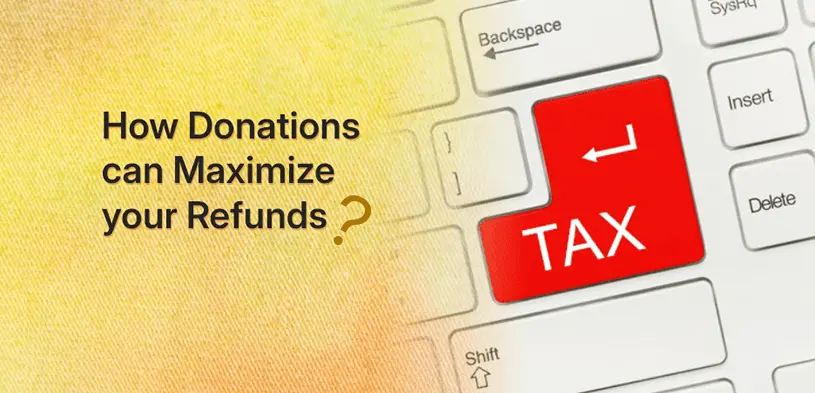 How Donations
can Maximize
your Refunds?
Backspace
SysRq
}
]
Insert
TAX
Delete
Shift